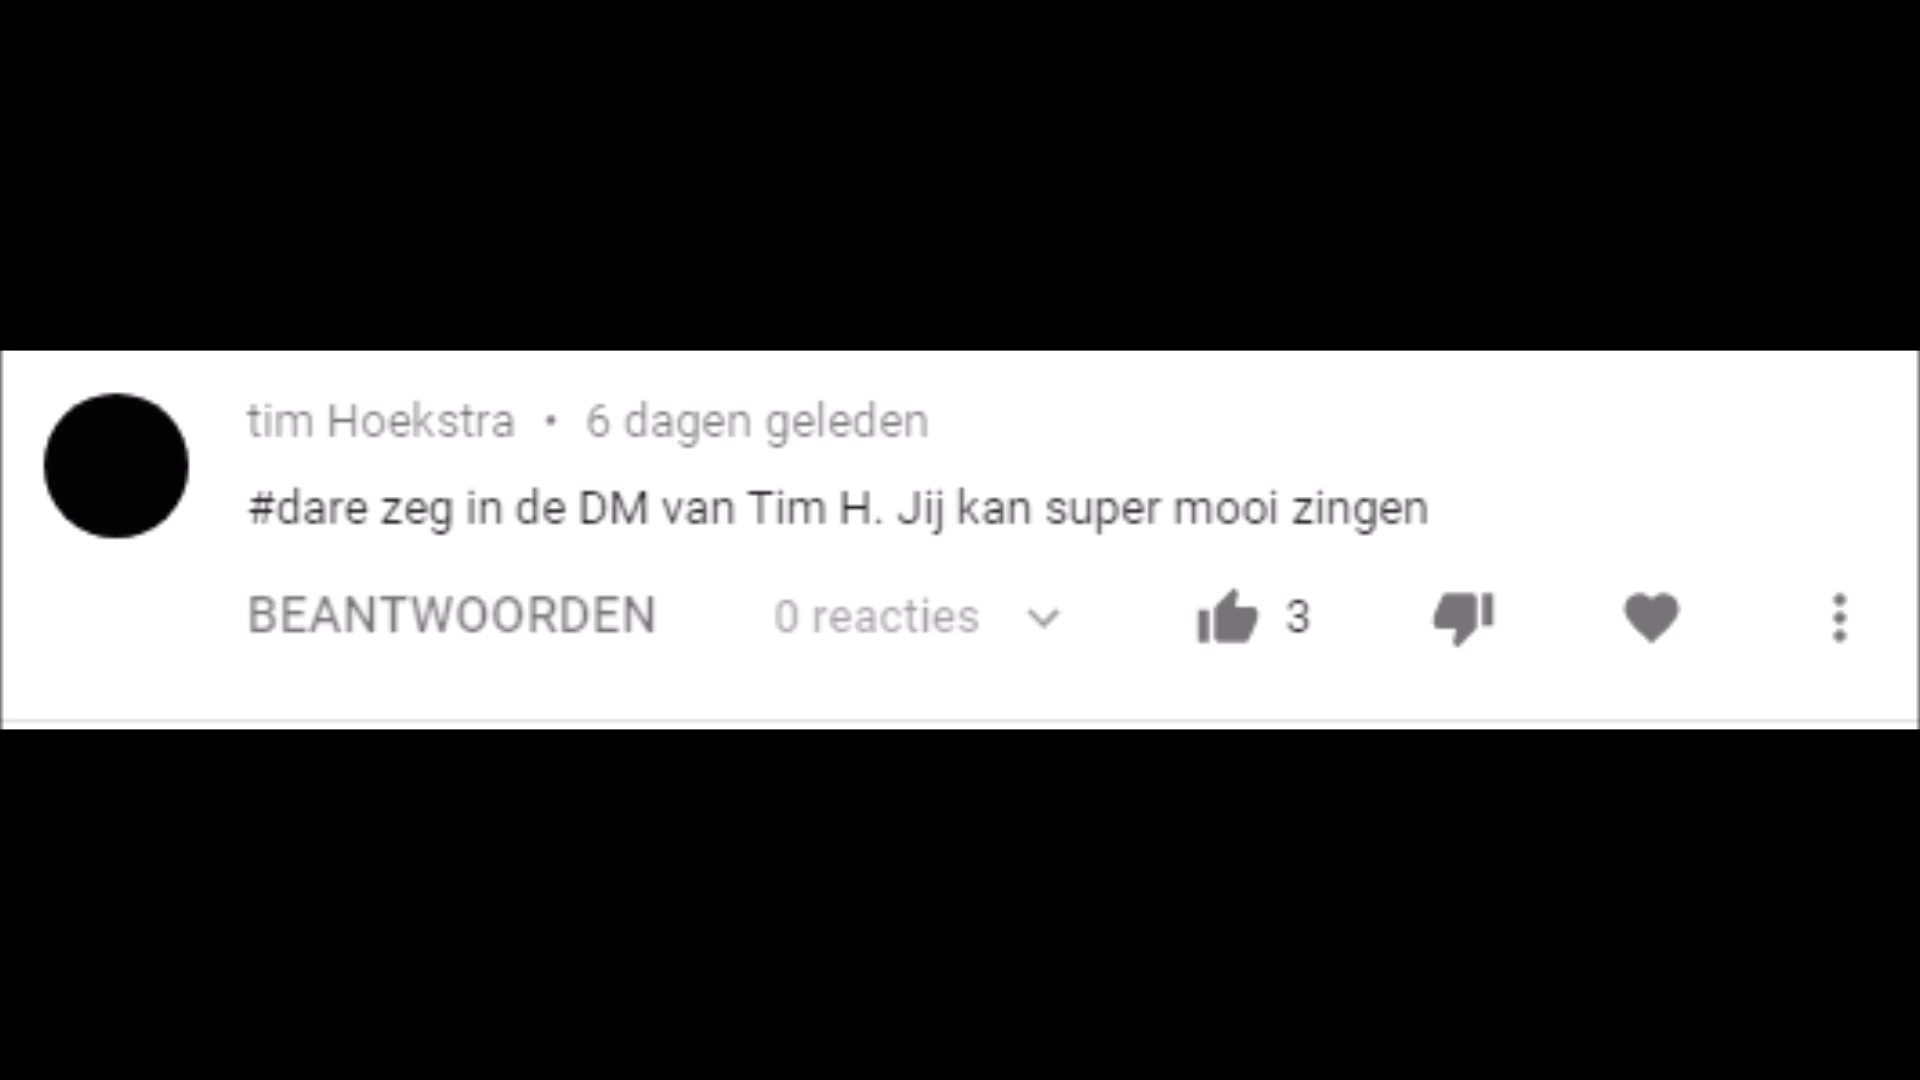 tim Hoekstra • 6 dagen geleden
#dare zeg in de DM van Tim H. Jij kan super mooi zingen
BEANTWOORDEN 0 reacties 3